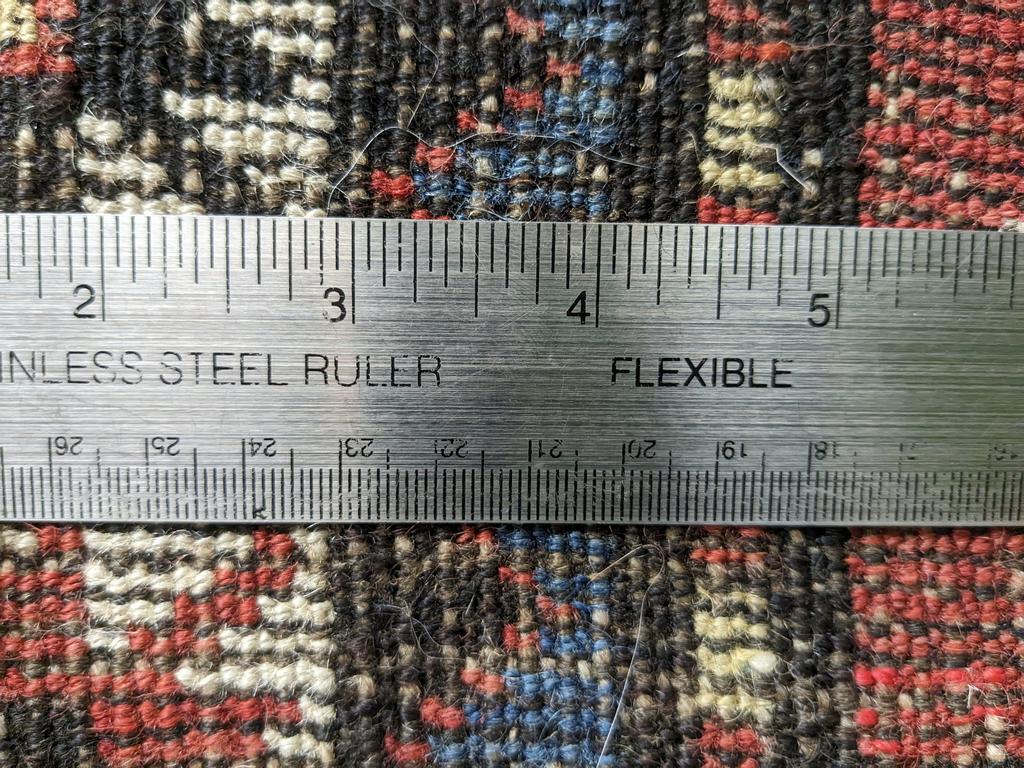 2 3 4 5
INLESS STEEL RULER FLEXIBLE
26 25 24 23 22 21 20 19 18